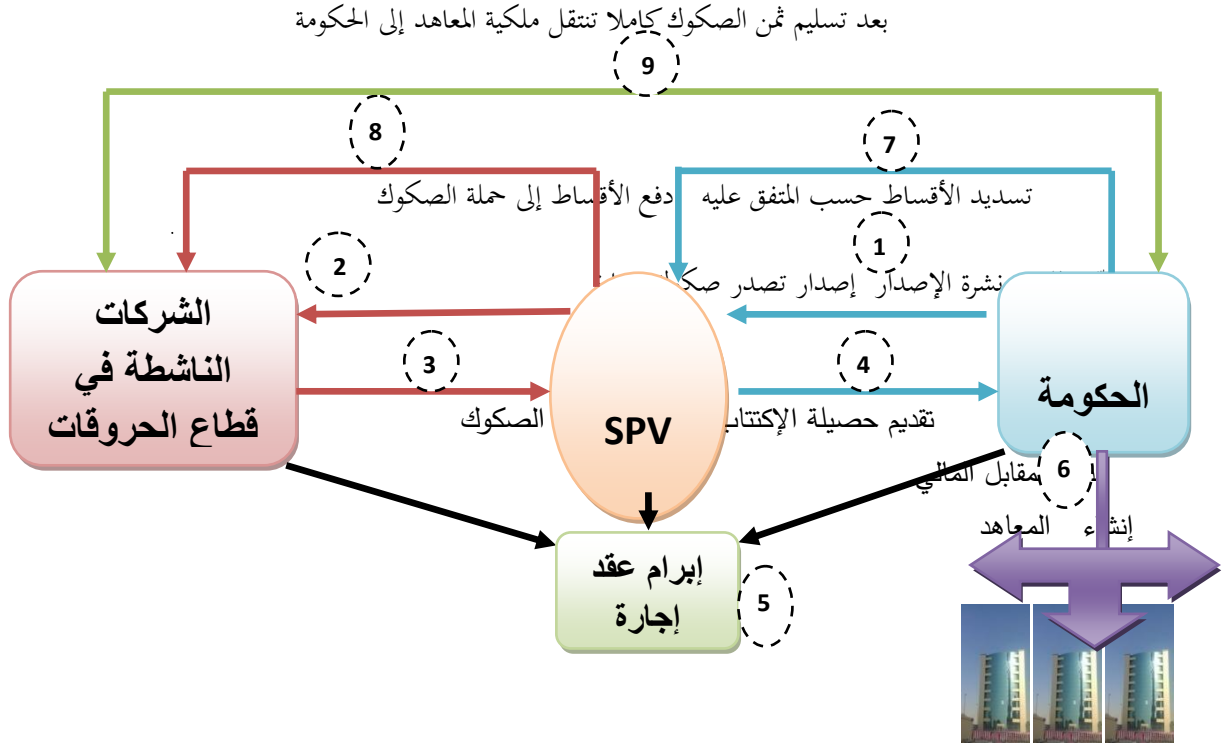 بعد تسليم ثمن الصكوك كاملا تنتقل ملكية المعاهد إلى الحكومة
9
8
7
تسديد الأقساط حسب المتفق عليه
دفع الأقساط إلى حملة الصكوك
1
2
نشرة الإصدار إصدار تصدر
الشركات
الناشطة في
قطاع الحروقات
3
4
الحكومة
SPV
تقديم حصيلة الإكتتاب
الصكوك
6
المالي
المعاهد
إبرام عقد
إجارة
5